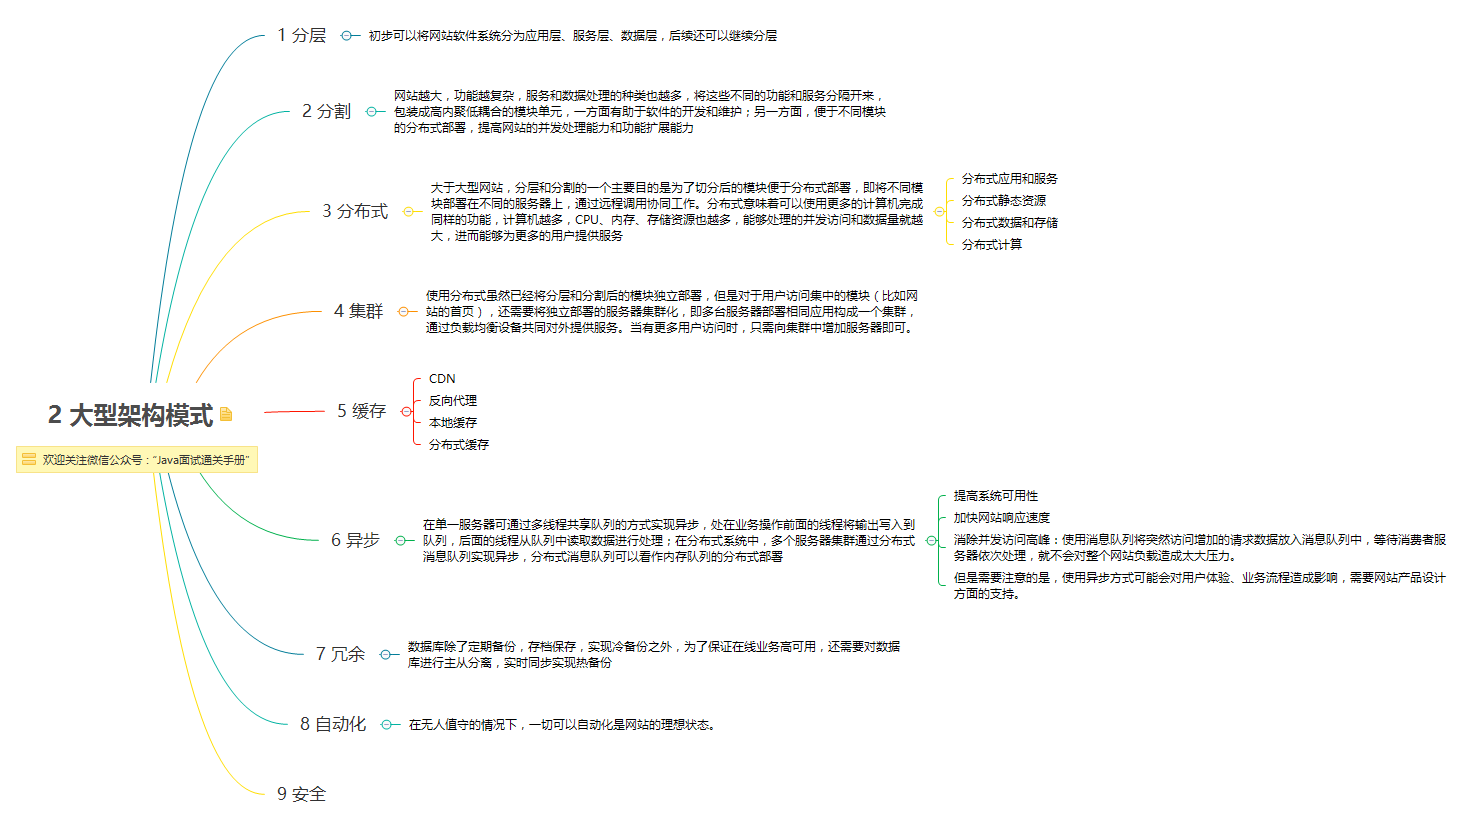 2 大型架构模式
欢迎关注微信公众号：“Java面试通关手册”
1 分层
初步可以将网站软件系统分为应用层、服务层、数据层，后续还可以继续分层
2 分割
网站越大，功能越复杂，服务和数据处理的种类也越多，将这些不同的功能和服务分隔开来，
包装成高内聚低耦合的模块单元，一方面有助于软件的开发和维护；另一方面，便于不同模块
的分布式部署，提高网站的并发处理能力和功能扩展能力
3 分布式
大于大型网站，分层和分割的一个主要目的是为了切分后的模块便于分布式部署，即将不同模
块部署在不同的服务器上，通过远程调用协同工作。分布式意味着可以使用更多的计算机完成
同样的功能，计算机越多，CPU、内存、存储资源也越多，能够处理的并发访问和数据量就越
大，进而能够为更多的用户提供服务
分布式应用和服务
分布式静态资源
分布式数据和存储
分布式计算
4 集群
使用分布式虽然已经将分层和分割后的模块独立部署，但是对于用户访问集中的模块（比如网
站的首页），还需要将独立部署的服务器集群化，即多台服务器部署相同应用构成一个集群，
通过负载均衡设备共同对外提供服务。当有更多用户访问时，只需向集群中增加服务器即可。
5 缓存
CDN
反向代理
本地缓存
分布式缓存
6 异步
在单一服务器可通过多线程共享队列的方式实现异步，处在业务操作前面的线程将输出写入到
队列，后面的线程从队列中读取数据进行处理；在分布式系统中，多个服务器集群通过分布式
消息队列实现异步，分布式消息队列可以看作内存队列的分布式部署
提高系统可用性
加快网站响应速度
消除并发访问高峰：使用消息队列将突然访问增加的请求数据放入消息队列中，等待消费者服
务器依次处理，就不会对整个网站负载造成太大压力。
但是需要注意的是，使用异步方式可能会对用户体验、业务流程造成影响，需要网站产品设计
方面的支持。
7 冗余
数据库除了定期备份，存档保存，实现冷备份之外，为了保证在线业务高可用，还需要对数据
库进行主从分离，实时同步实现热备份
8 自动化
在无人值守的情况下，一切可以自动化是网站的理想状态。
9 安全